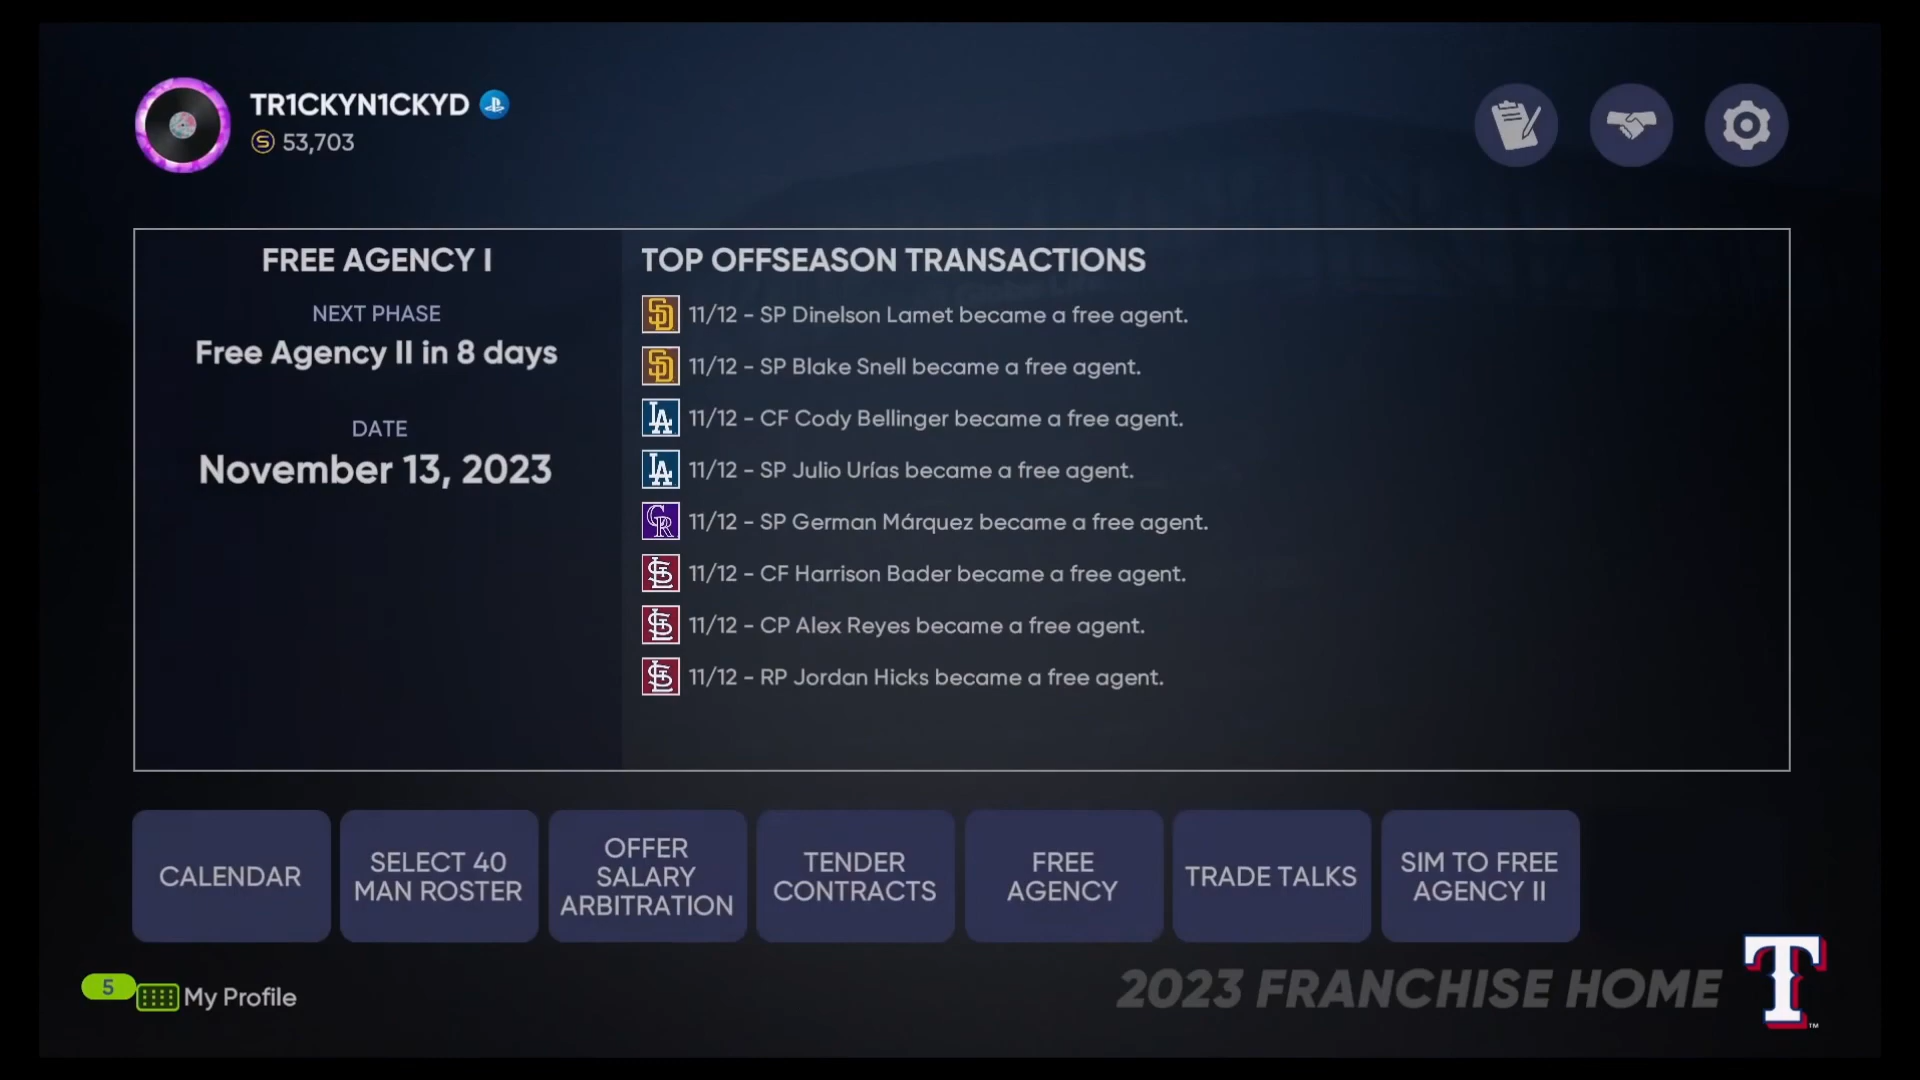 TR1CKYN1CKYD
53,703
FREE AGENCY I
NEXT PHASE
Free Agency II in 8 days
DATE
November 13, 2023
TOP OFFSEASON TRANSACTIONS
11/12 - SP Dinelson Lamet became a free agent.
11/12 - SP Blake Snell became a free agent.
11/12 - CF Cody Bellinger became a free agent.
11/12 - SP Julio Urías became a free agent.
11/12 - SP German Márquez became a free agent.
11/12 - CF Harrison Bader became a free agent.
11/12 - CP Alex Reyes became a free agent.
11/12 - RP Jordan Hicks became a free agent.
CALENDAR
SELECT 40
MAN ROSTER
OFFER
SALARY
ARBITRATION
TENDER
CONTRACTS
FREE
AGENCY
TRADE TALKS
SIM TO FREE
AGENCY II
5
My Profile
2023 FRANCHISE HOME
T
TM